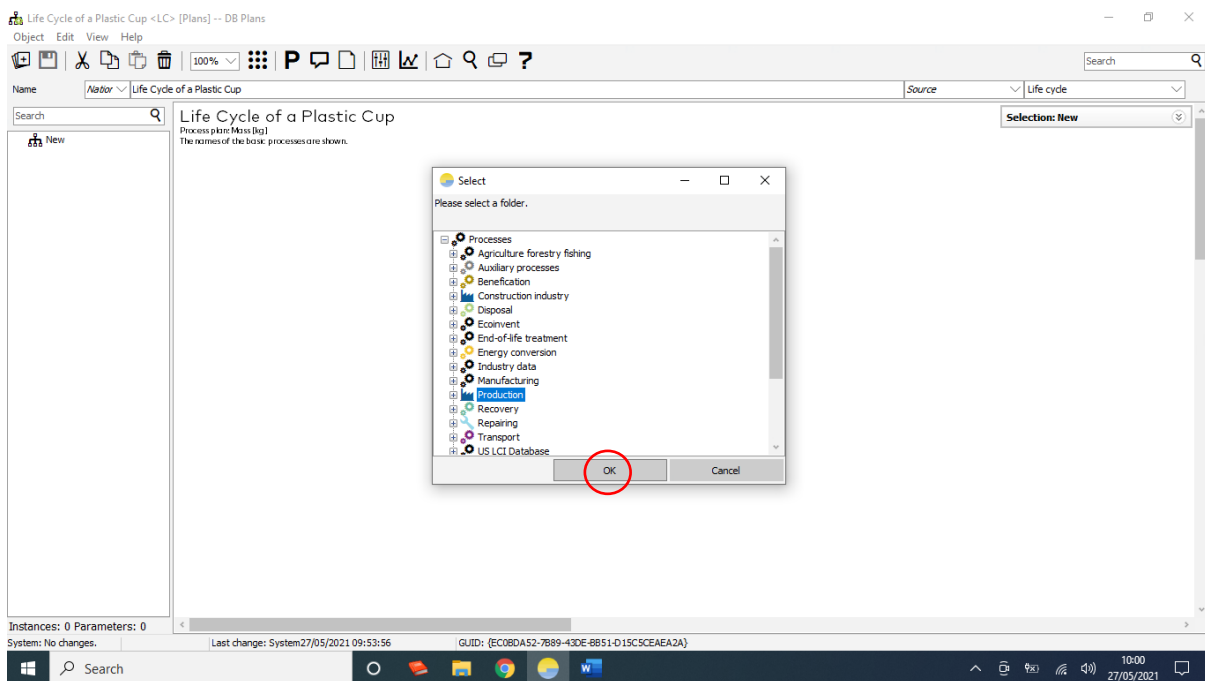 Life Cycle of a Plastic Cup <LC> [Plans] -- DB Plans
Object Edit View Help
100%
P
?
Search
Name
Nation
Life Cycle of a Plastic Cup
Source
Life cycle
Search
New
Life Cycle of a Plastic Cup
Process plan: Mass [kg]
The names of the basic processes are shown.
Selection: New
Select
Please select a folder.
Processes
Agriculture forestry fishing
Auxiliary processes
Benefication
Construction industry
Disposal
Ecoinvent
End-of-life treatment
Energy conversion
Industry data
Manufacturing
Production
Recovery
Repairing
Transport
US LCI Database
OK
Cancel
Instances: 0 Parameters: 0
System: No changes.
Last change: System27/05/2021 09:53:56
GUID: {EC0BDA52-7B89-43DE-BB51-D15C5CEAEA2A}
Search
W
10:00
27/05/2021